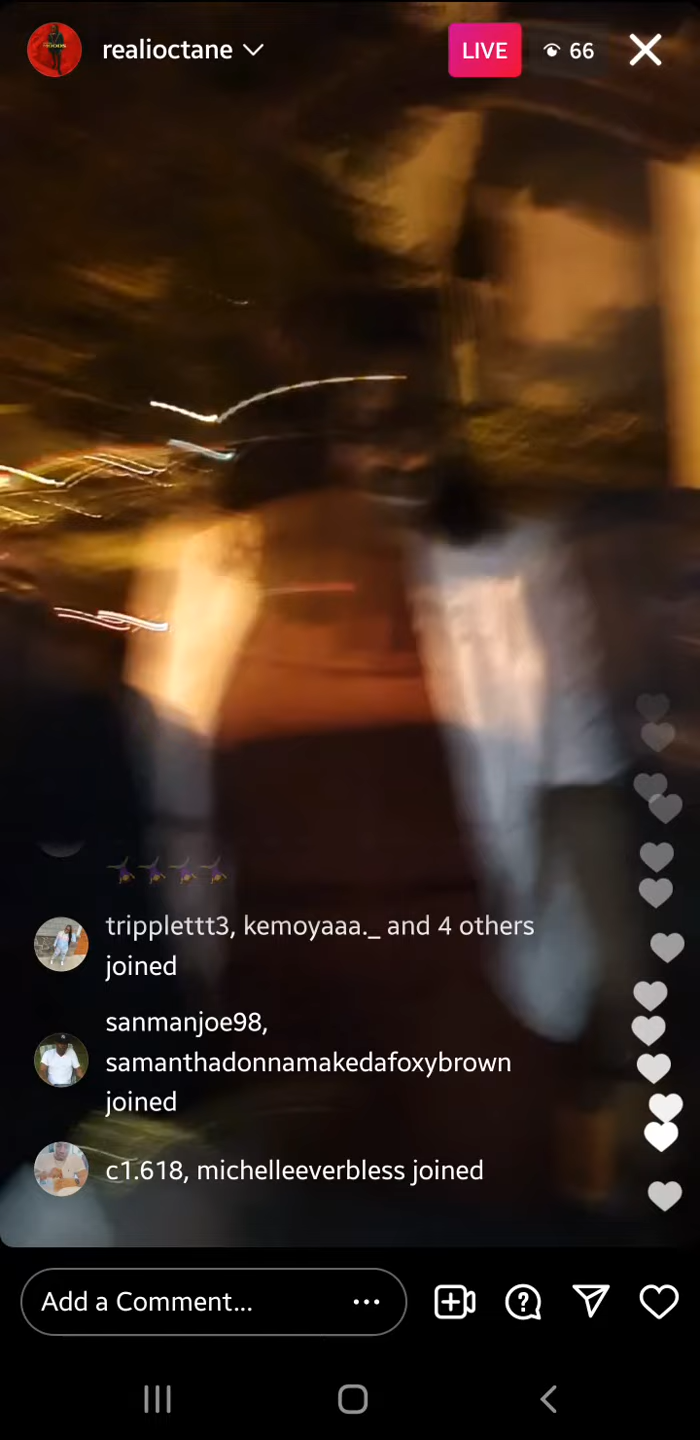 realioctane
LIVE
66
tripplettt3, kemoyaaa._ and 4 others
joined
sanmanjoe98,
samanthadonnamakedafoxybrown
joined
c1.618, michelleeverbless joined
Add a Comment...